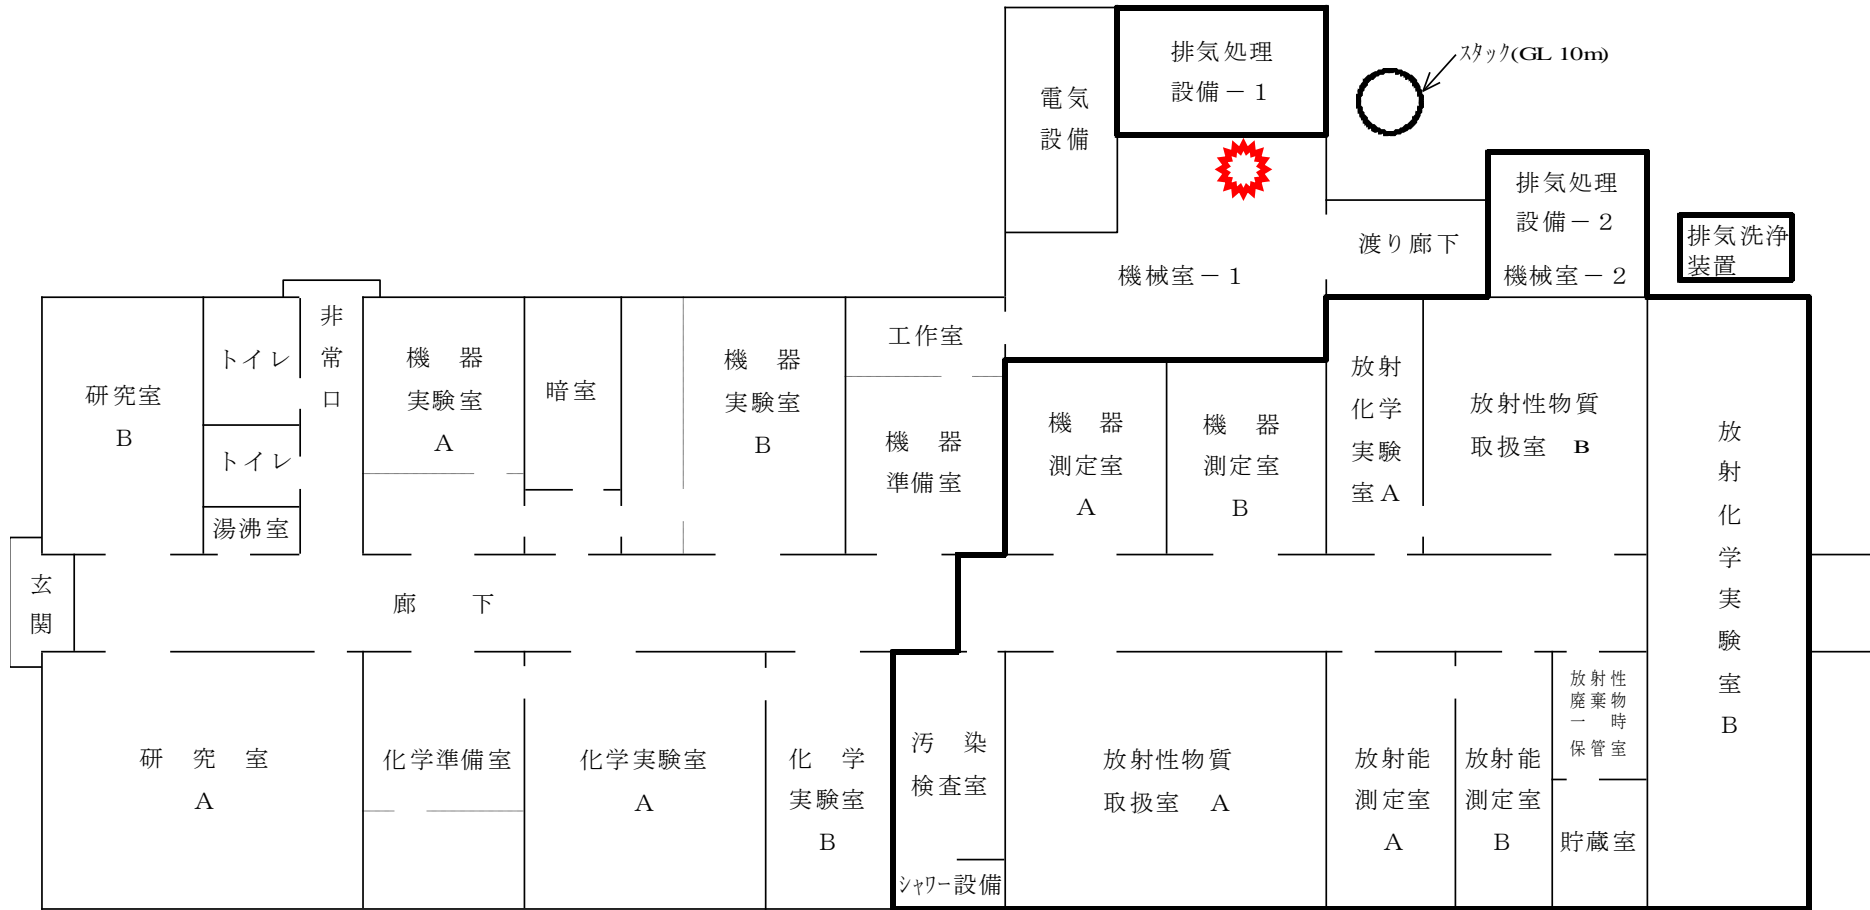 排気処理
設備－１
スタック(GL 10m)
電気
設備
排気処理
設備－２
機械室－２
排気洗浄
装置
渡り廊下
機械室－１
工作室
非常口
トイレ
トイレ
湯沸室
研究室
B
機　器
実験室
A
暗室
機　器
実験室
B
機　器
準備室
機　器
測定室
A
機　器
測定室
B
放射
化学
実験
室A
放射性物質
取扱室　B
放射化学実験室B
玄関
廊　下
研　究　室
A
化学準備室
化学実験室
A
化　学
実験室
B
汚　染
検査室
シャワー設備
放射性物質
取扱室　A
放射能
測定室
A
放射能
測定室
B
放射性
廃棄物
一　時
保管室
貯蔵室